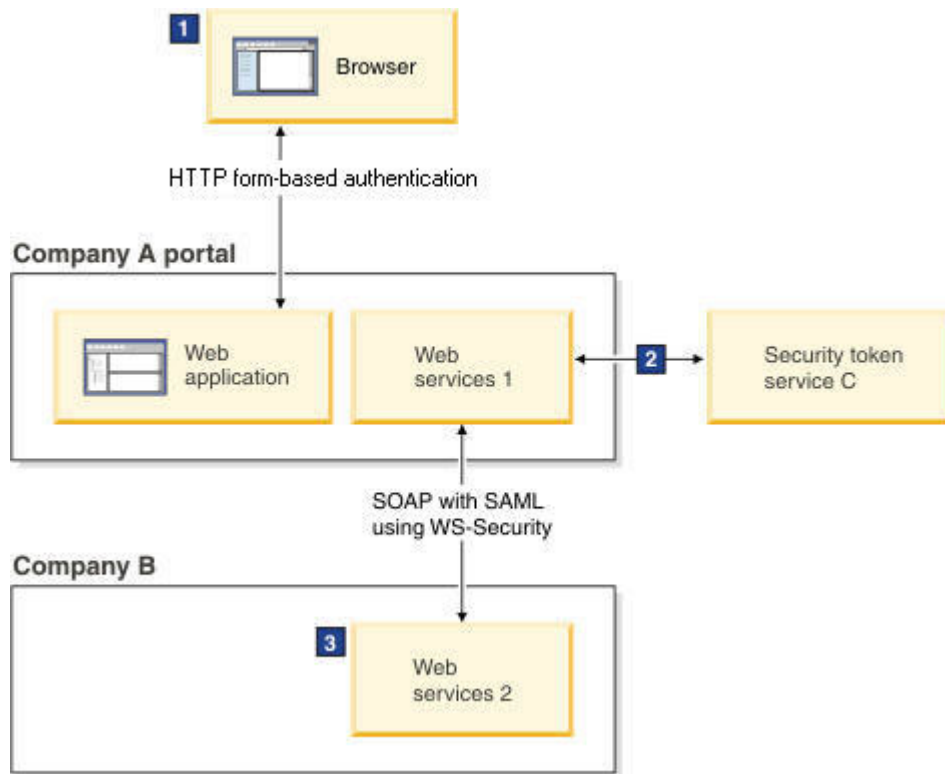 1
Browser
HTTP form-based authentication
Company A portal
Web
application
Web
services 1
2
Security token
service C
SOAP with SAML
using WS-Security
Company B
3
Web
services 2